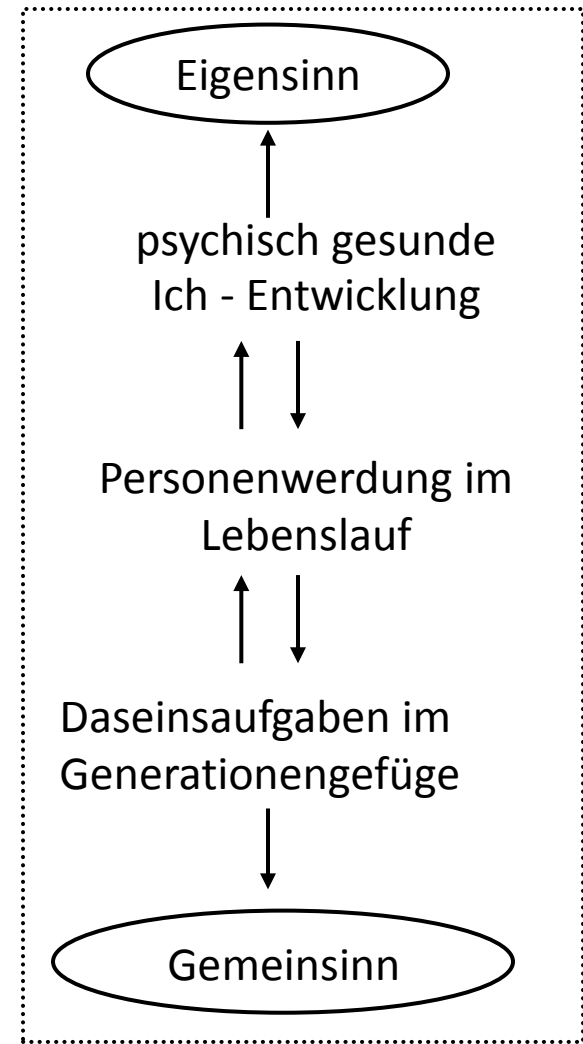 Eigensinn
psychisch gesunde
Ich - Entwicklung
Personenwerdung im
Lebenslauf
Daseinsaufgaben im
Generationengefüge
Gemeinsinn